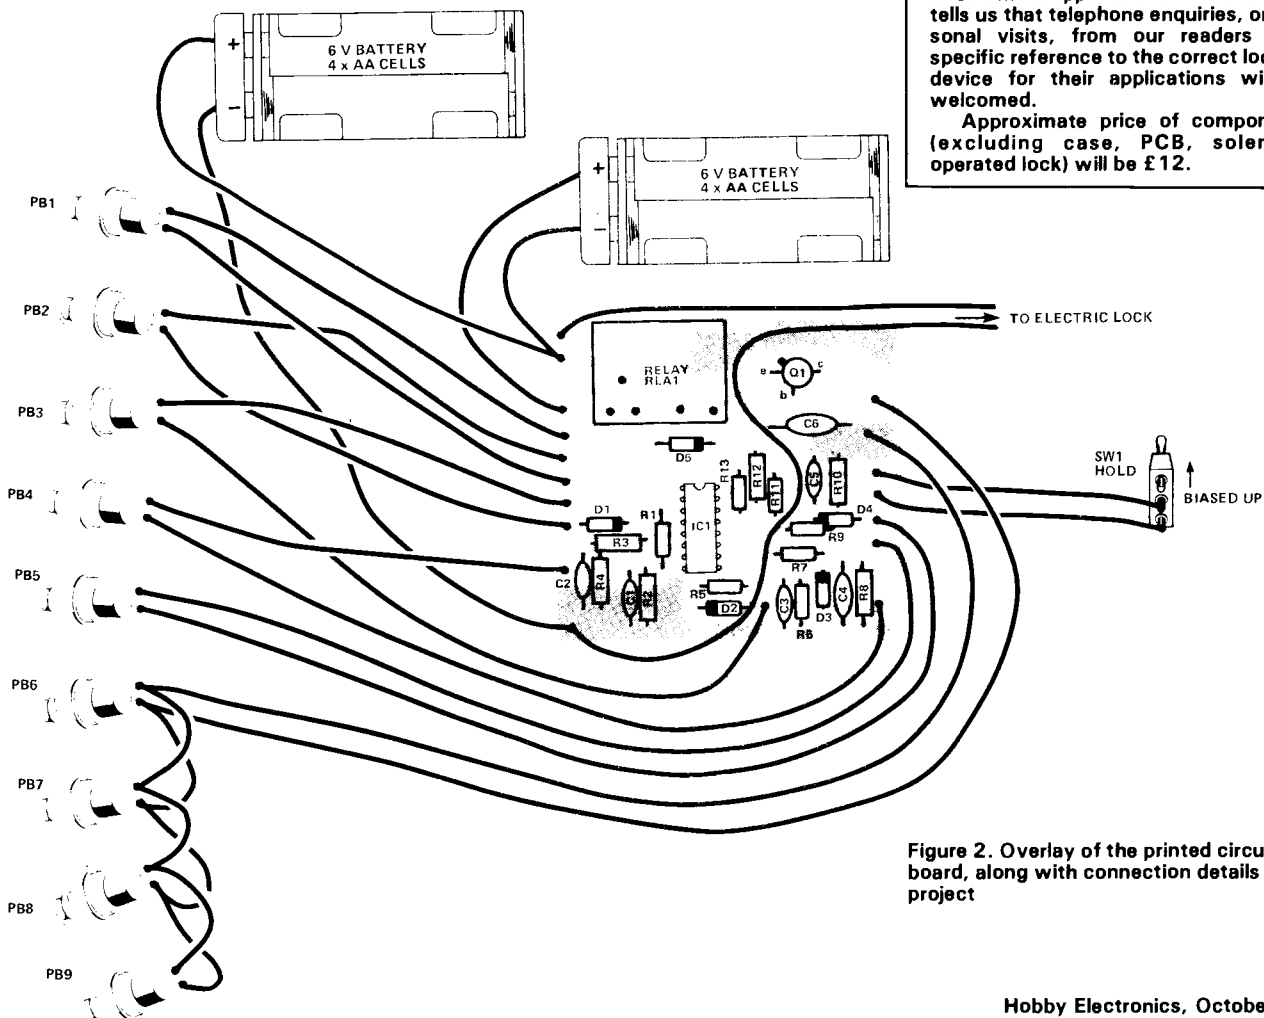 tells us that telephone enquiries, or
sonal visits, from our readers
specific reference to the correct loc
device for their applications wi
welcomed.
Approximate price of compon
(excluding case, PCB, solen
operated lock) will be £12.
+
6 V BATTERY
4 x AA CELLS
−
+
6 V BATTERY
4 x AA CELLS
−
PB1
PB2
PB3
PB4
PB5
PB6
PB7
PB8
PB9
TO ELECTRIC LOCK
RELAY
RLA1
e
Q1
c
b
C6
D5
R13
R12
R11
C5
R10
SW1
HOLD
BIASED UP
D1
R1
IC1
D4
R3
R9
R7
C2
R4
C1
R2
R5
D2
C3
R6
D3
C4
R8
Figure 2. Overlay of the printed circu
board, along with connection details
project
Hobby Electronics, Octobe